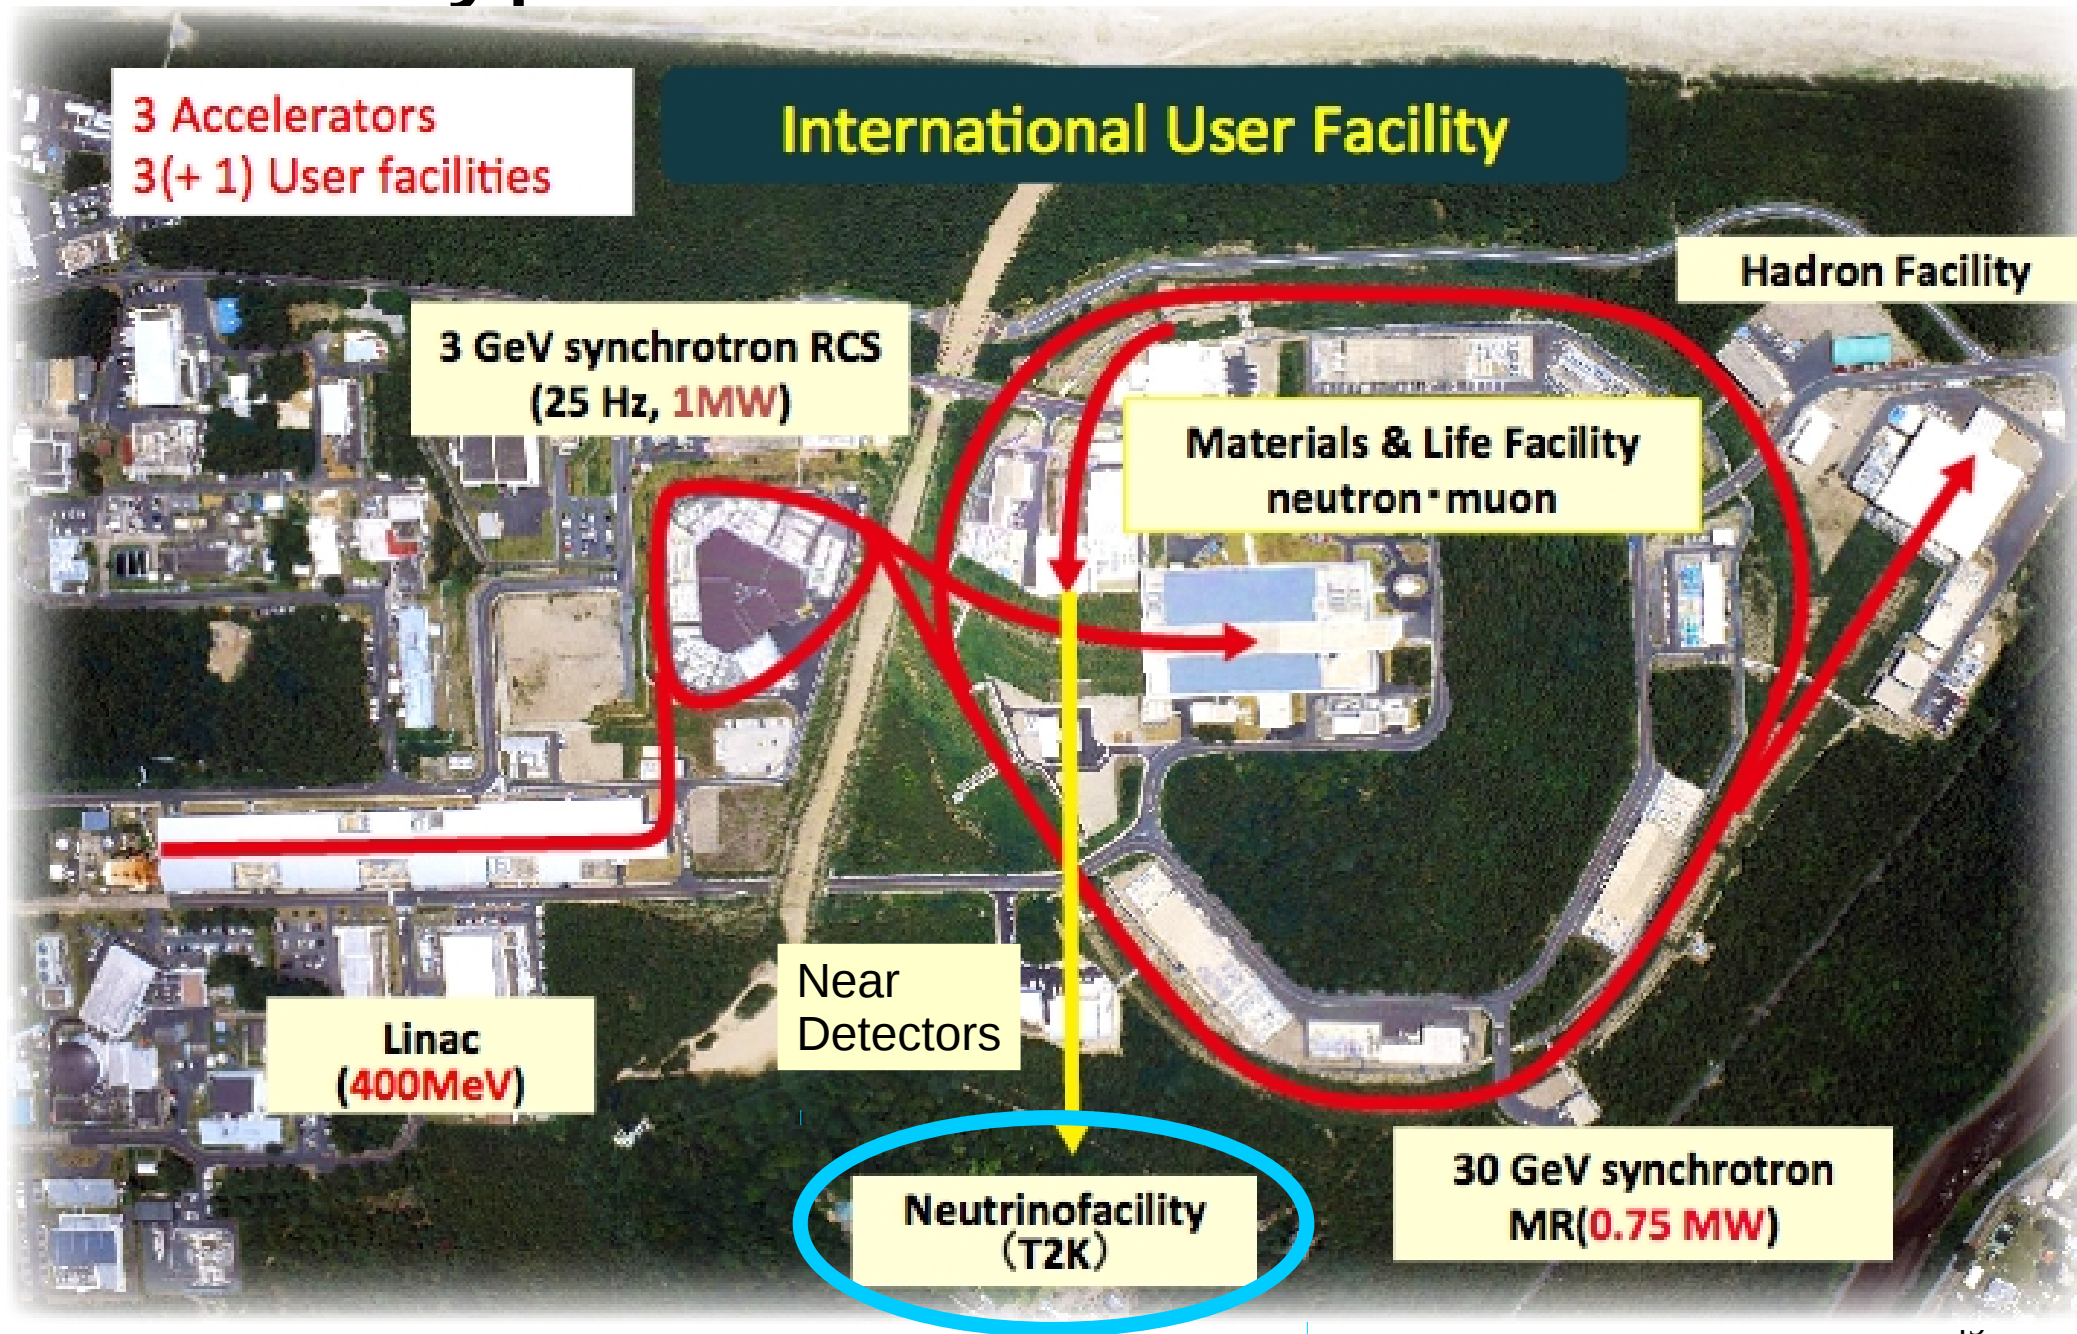 3 Accelerators
3(+ 1) User facilities
International User Facility
Hadron Facility
3 GeV synchrotron RCS
(25 Hz, 1MW)
Materials & Life Facility
neutron・muon
Near
Detectors
Linac
(400MeV)
Neutrinofacility
（T2K）
30 GeV synchrotron
MR(0.75 MW)